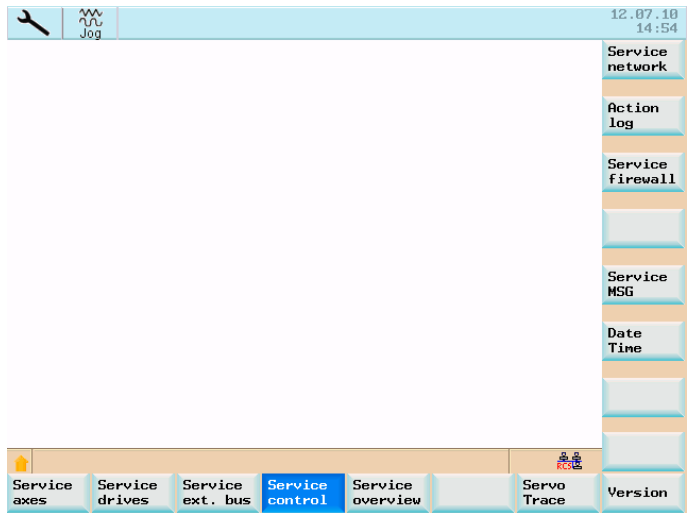 12.07.10
14:54
Jog
Service
network
Action
log
Service
firewall
Service
MSG
Date
Time
RCS
Service
axes
Service
drives
Service
ext. bus
Service
control
Service
overview
Servo
Trace
Version